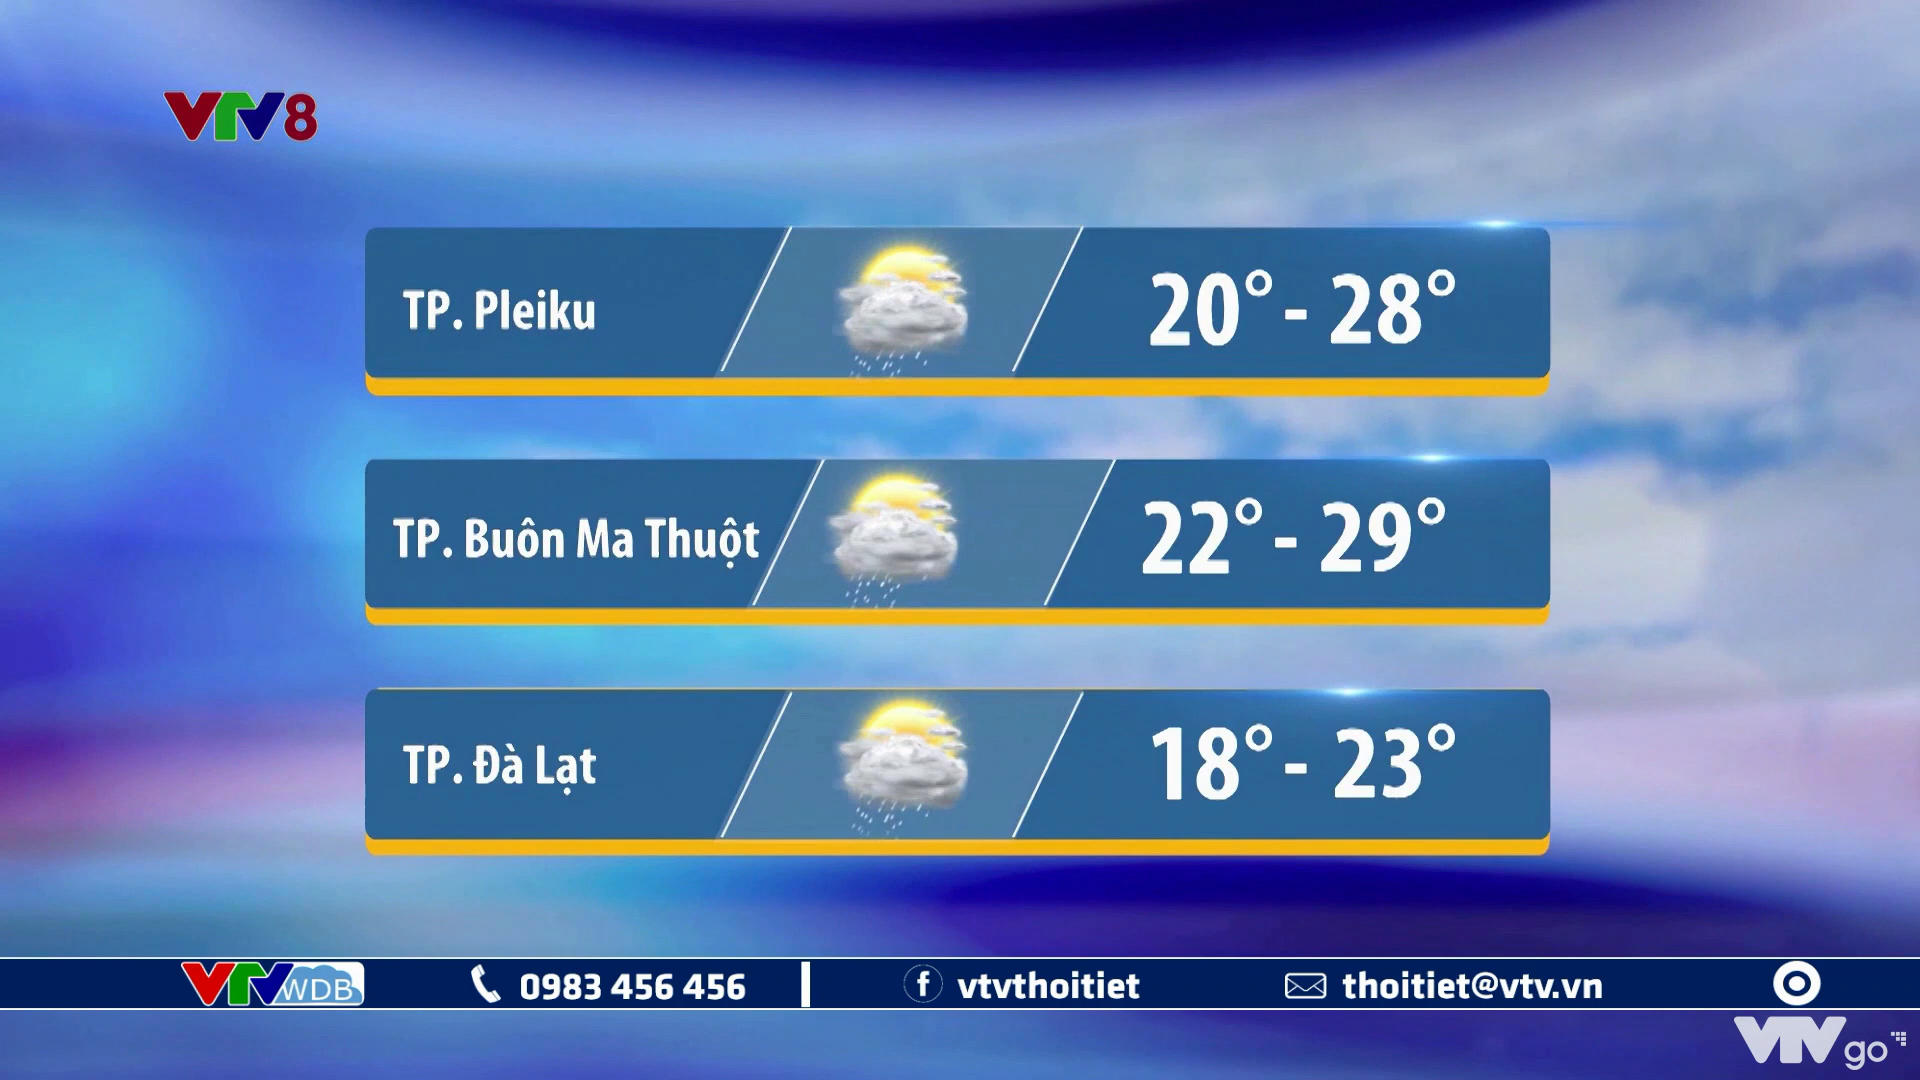 VTV8
TP. Pleiku
20° - 28°
TP. Buôn Ma Thuột
22° - 29°
TP. Đà Lạt
18° - 23°
VTV WDB
0983 456 456
vtvthoitiet
thoitiet@vtv.vn
VTV go